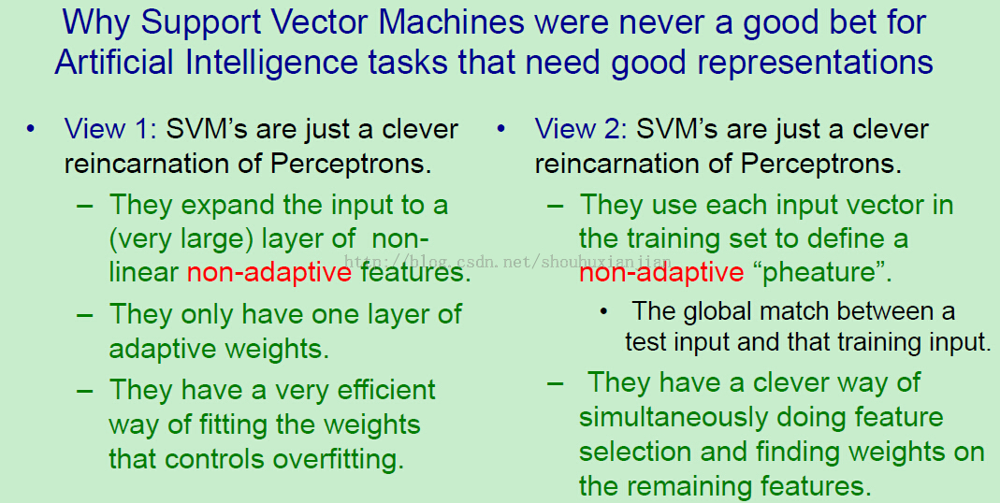 Why Support Vector Machines were never a good bet for
Artificial Intelligence tasks that need good representations
• View 1: SVM’s are just a clever
reincarnation of Perceptrons.
– They expand the input to a
(very large) layer of non-
linear non-adaptive features.
– They only have one layer of
adaptive weights.
– They have a very efficient
way of fitting the weights
that controls overfitting.
• View 2: SVM’s are just a clever
reincarnation of Perceptrons.
– They use each input vector in
the training set to define a
non-adaptive “pheature”.
• The global match between a
test input and that training input.
– They have a clever way of
simultaneously doing feature
selection and finding weights on
the remaining features.
http://blog.csdn.net/shouhuxianjian